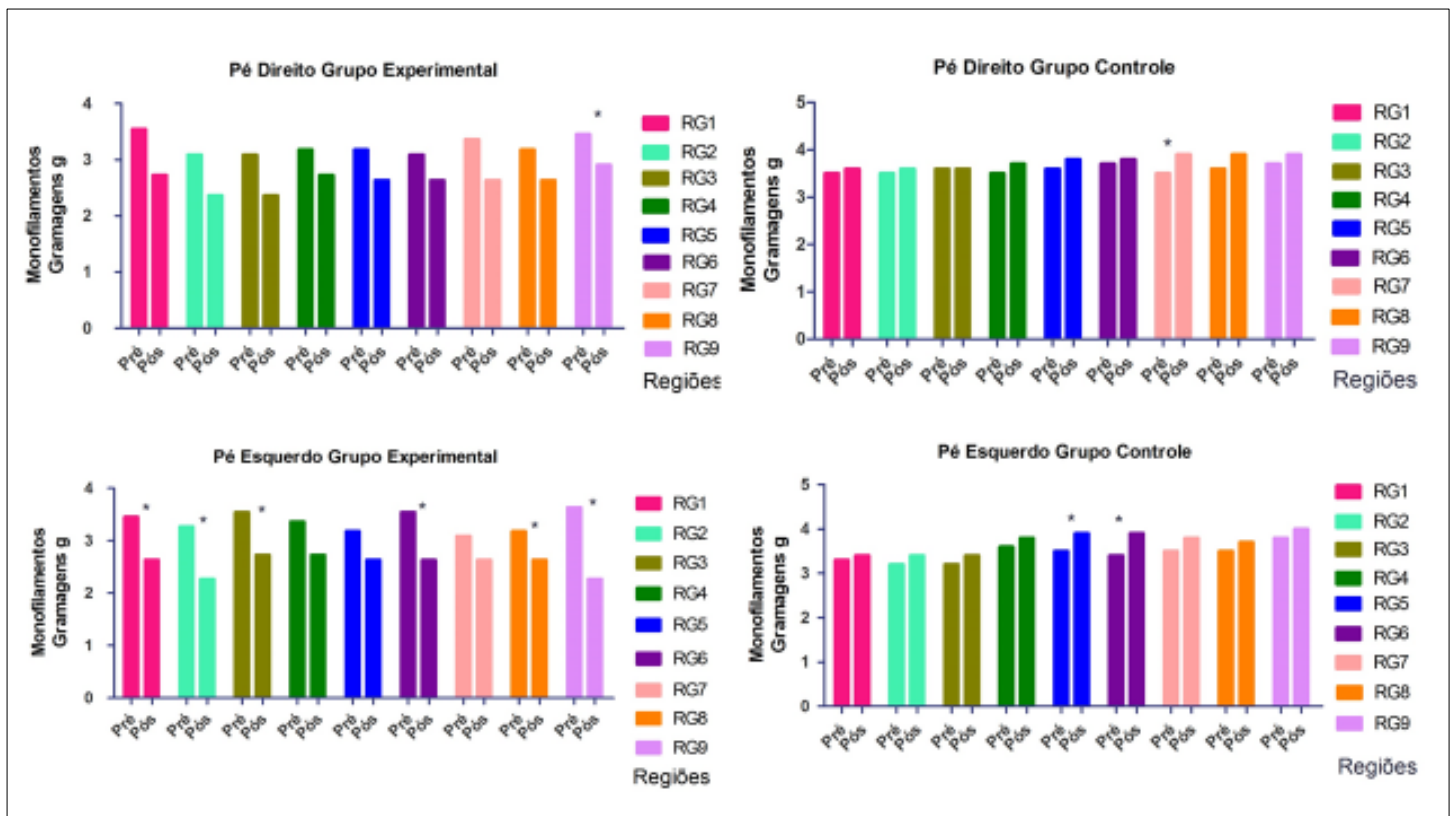 Pé Direito Grupo Experimental
Monofilamentos
Gramagens g
4
3
2
1
0
*
Pré Pós Pré Pós Pré Pós Pré Pós Pré Pós Pré Pós Pré Pós Pré Pós Pré Pós
RG1
RG2
RG3
RG4
RG5
RG6
RG7
RG8
RG9
Regiões
Pé Direito Grupo Controle
Monofilamentos
Gramagens g
5
4
3
2
1
0
*
Pré Pós Pré Pós Pré Pós Pré Pós Pré Pós Pré Pós Pré Pós Pré Pós Pré Pós
RG1
RG2
RG3
RG4
RG5
RG6
RG7
RG8
RG9
Regiões
Pé Esquerdo Grupo Experimental
Monofilamentos
Gramagens g
4
3
2
1
0
* * * * * *
Pré Pós Pré Pós Pré Pós Pré Pós Pré Pós Pré Pós Pré Pós Pré Pós Pré Pós
RG1
RG2
RG3
RG4
RG5
RG6
RG7
RG8
RG9
Regiões
Pé Esquerdo Grupo Controle
Monofilamentos
Gramagens g
5
4
3
2
1
0
* *
Pré Pós Pré Pós Pré Pós Pré Pós Pré Pós Pré Pós Pré Pós Pré Pós Pré Pós
RG1
RG2
RG3
RG4
RG5
RG6
RG7
RG8
RG9
Regiões